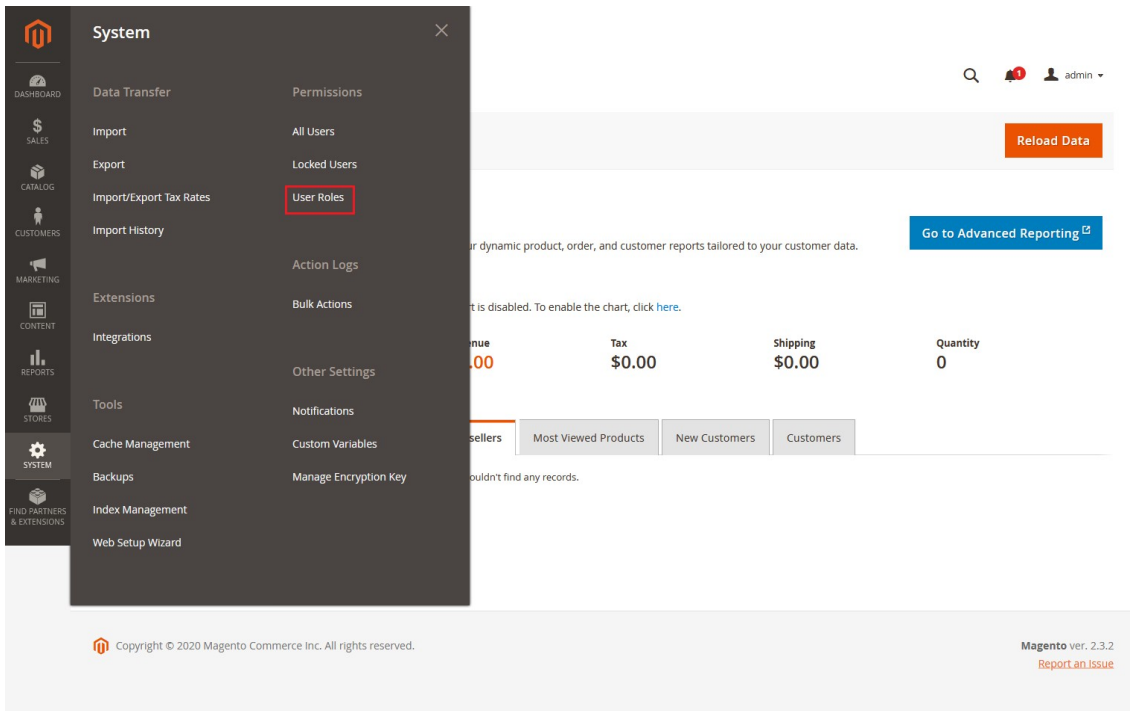 System
Data Transfer
Import
Export
Import/Export Tax Rates
Import History
Extensions
Integrations
Tools
Cache Management
Backups
Index Management
Web Setup Wizard
Permissions
All Users
Locked Users
User Roles
Action Logs
Bulk Actions
Other Settings
Notifications
Custom Variables
Manage Encryption Key
DASHBOARD
$
SALES
CATALOG
CUSTOMERS
MARKETING
CONTENT
REPORTS
STORES
SYSTEM
FIND PARTNERS
& EXTENSIONS
1
admin
Reload Data
dynamic product, order, and customer reports tailored to your customer data.
Go to Advanced Reporting
is disabled. To enable the chart, click here.
Tax
Shipping
Quantity
.00
$0.00
$0.00
0
sellers
Most Viewed Products
New Customers
Customers
find any records.
Copyright © 2020 Magento Commerce Inc. All rights reserved.
Magento ver. 2.3.2
Report an Issue